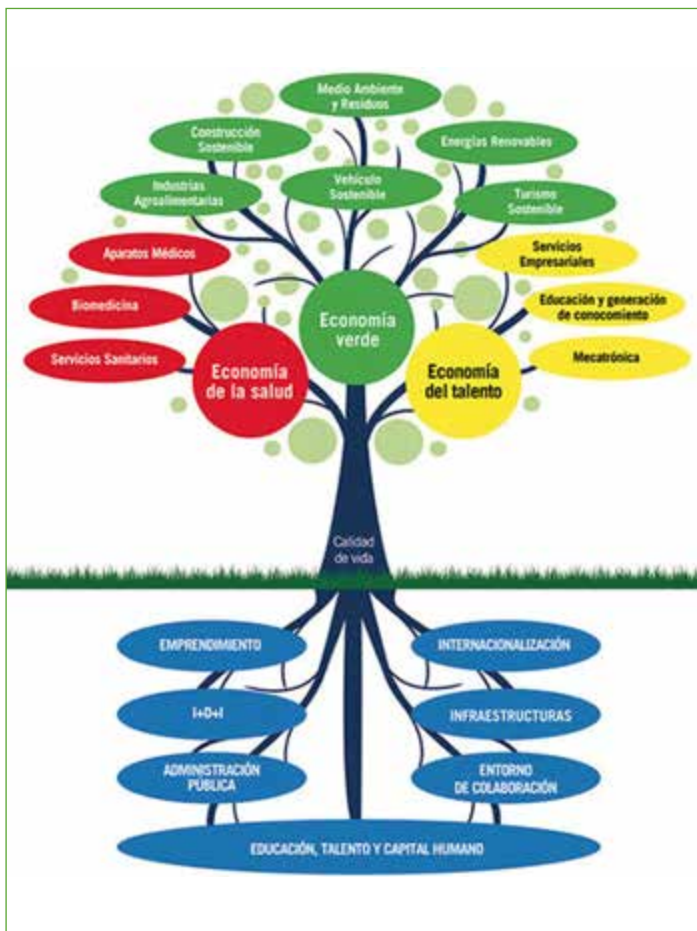 Medio Ambiente
y Residuos
Construcción
Sostenible
Energías Renovables
Industrias
Agroalimentarias
Vehículo
Sostenible
Turismo
Sostenible
Aparatos Médicos
Servicios
Empresariales
Biomedicina
Educación y generación
de conocomiento
Servicios Sanitarios
Mecatrónica
Economía
verde
Economía
de la salud
Economía
del talento
Calidad
de vida
EMPRENDIMIENTO
INTERNACIONALIZACIÓN
I+D+I
INFRAESTRUCTURAS
ADMINISTRACIÓN
PÚBLICA
ENTORNO
DE COLABORACIÓN
EDUCACIÓN, TALENTO Y CAPITAL HUMANO